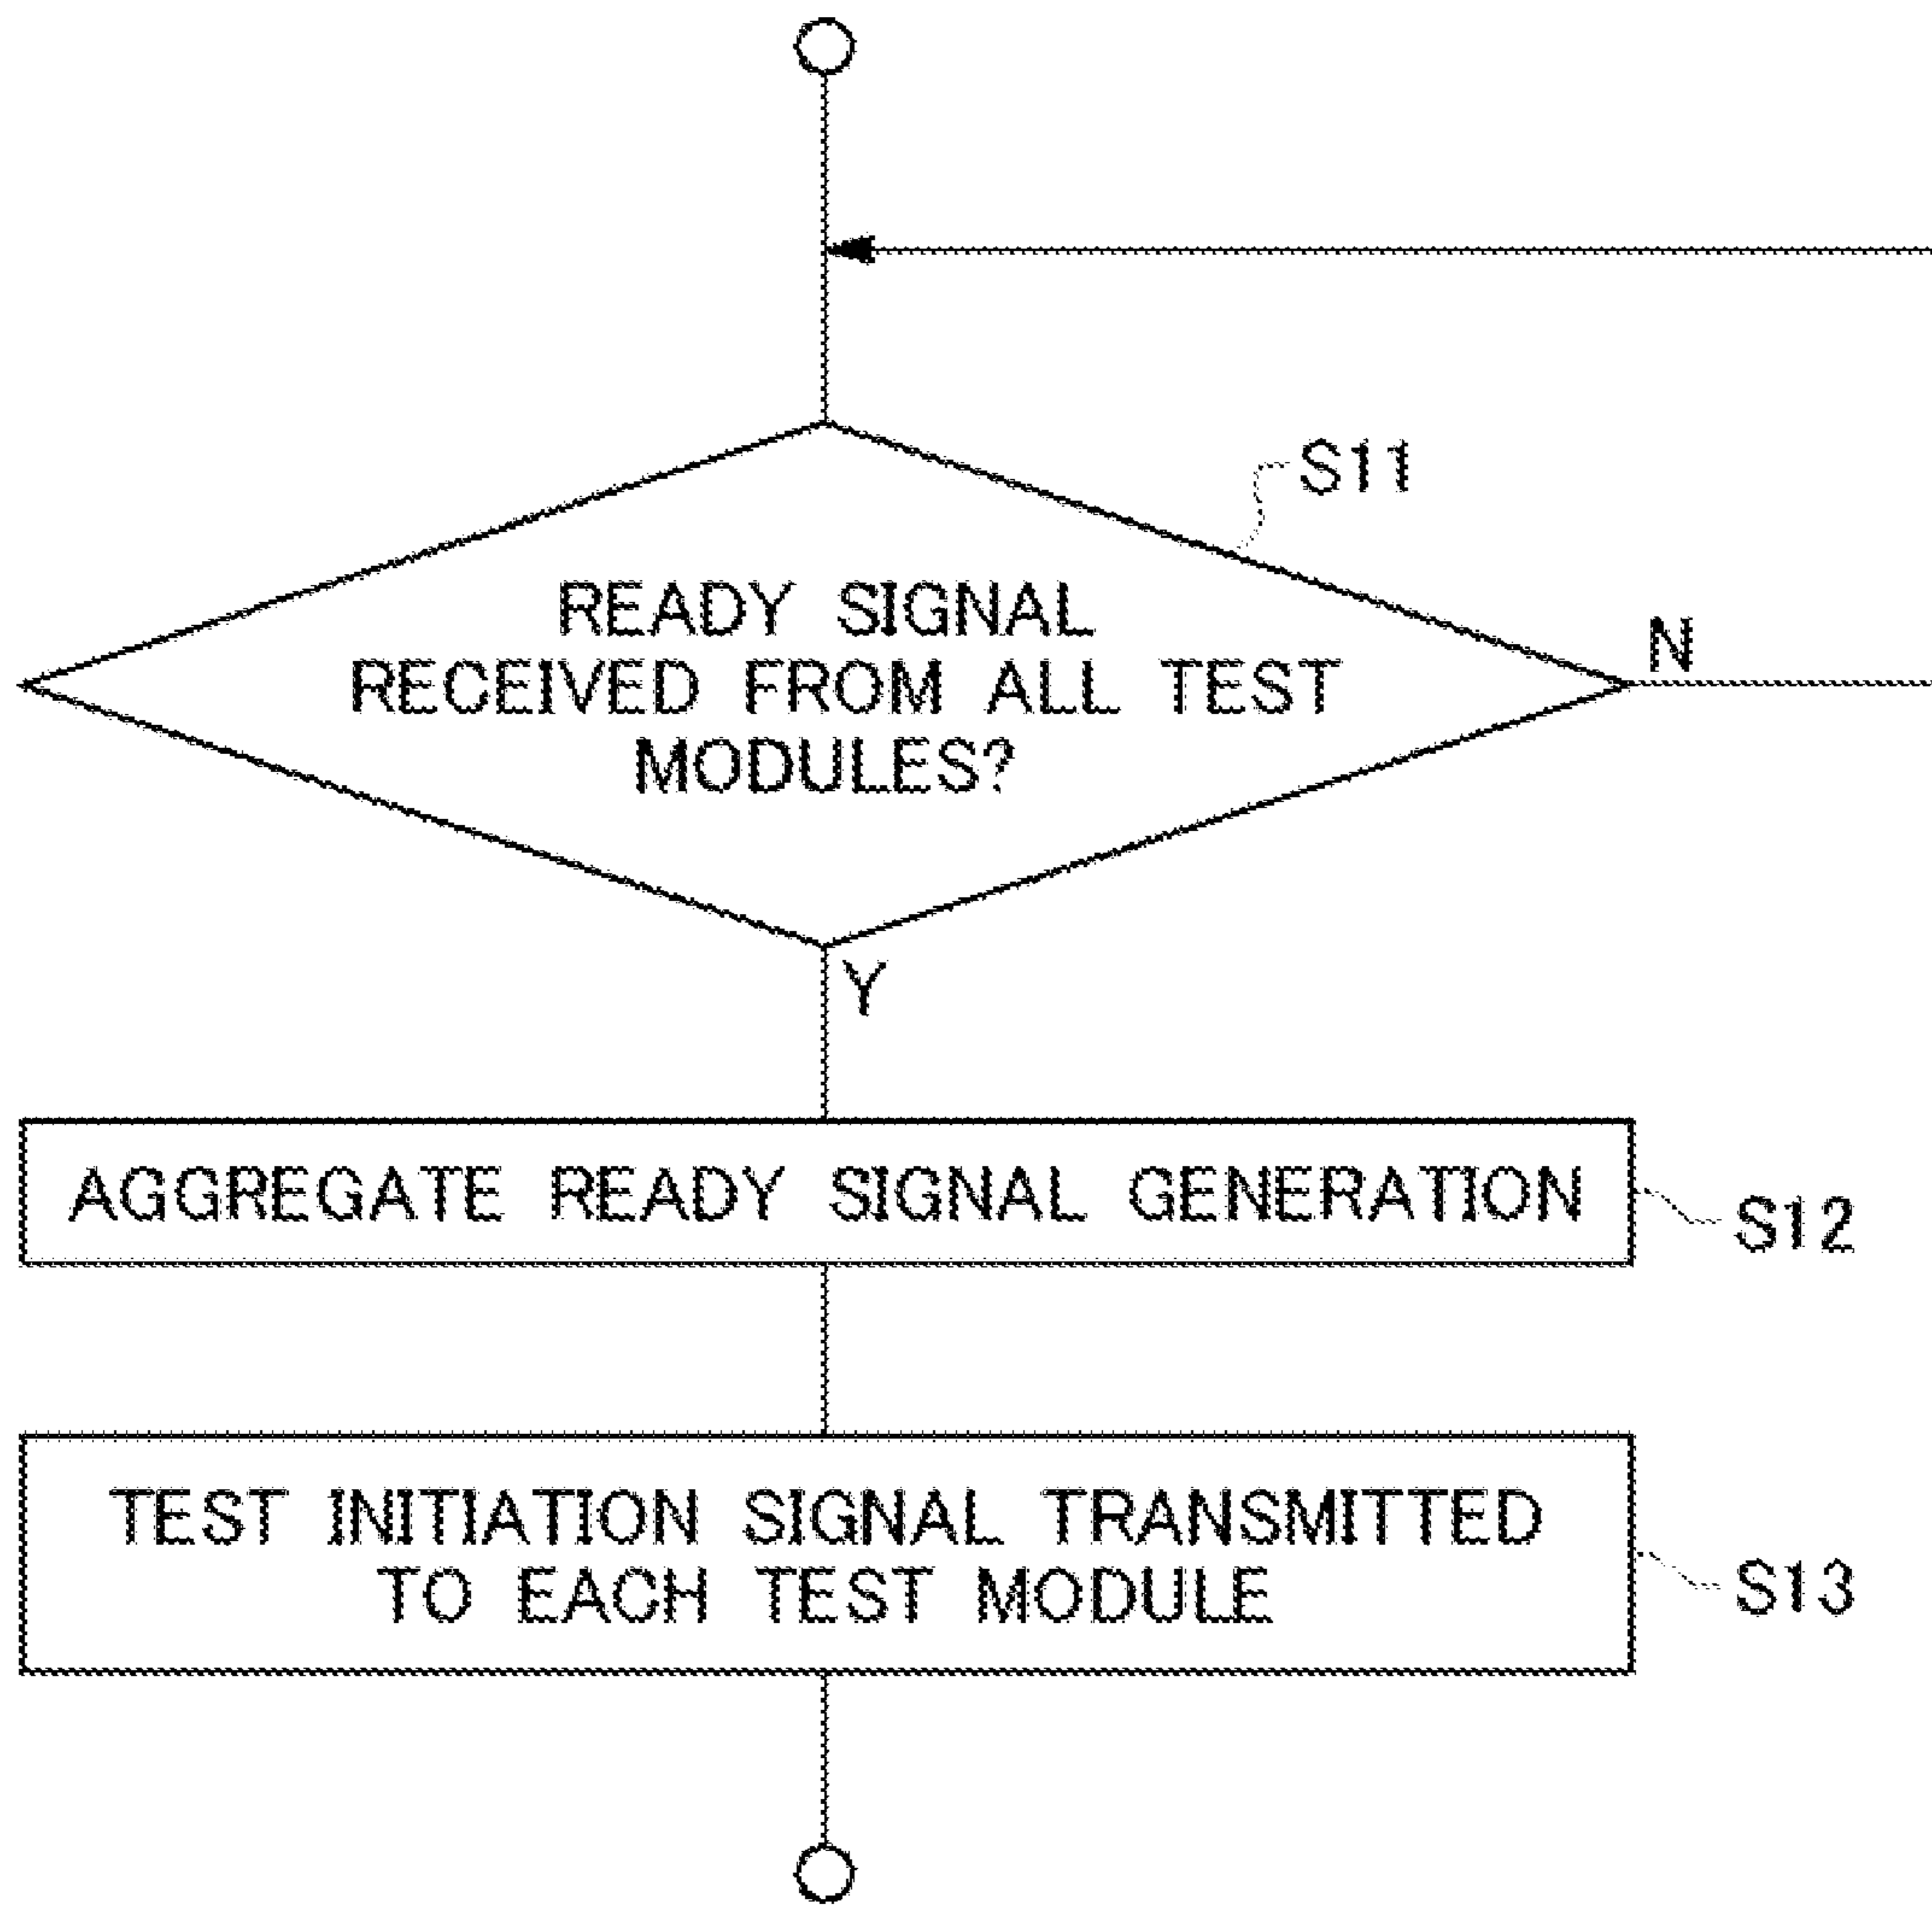 S11
READY SIGNAL
RECEIVED FROM ALL TEST
MODULES?
N
Y
AGGREGATE READY SIGNAL GENERATION
S12
TEST INITIATION SIGNAL TRANSMITTED
TO EACH TEST MODULE
S13